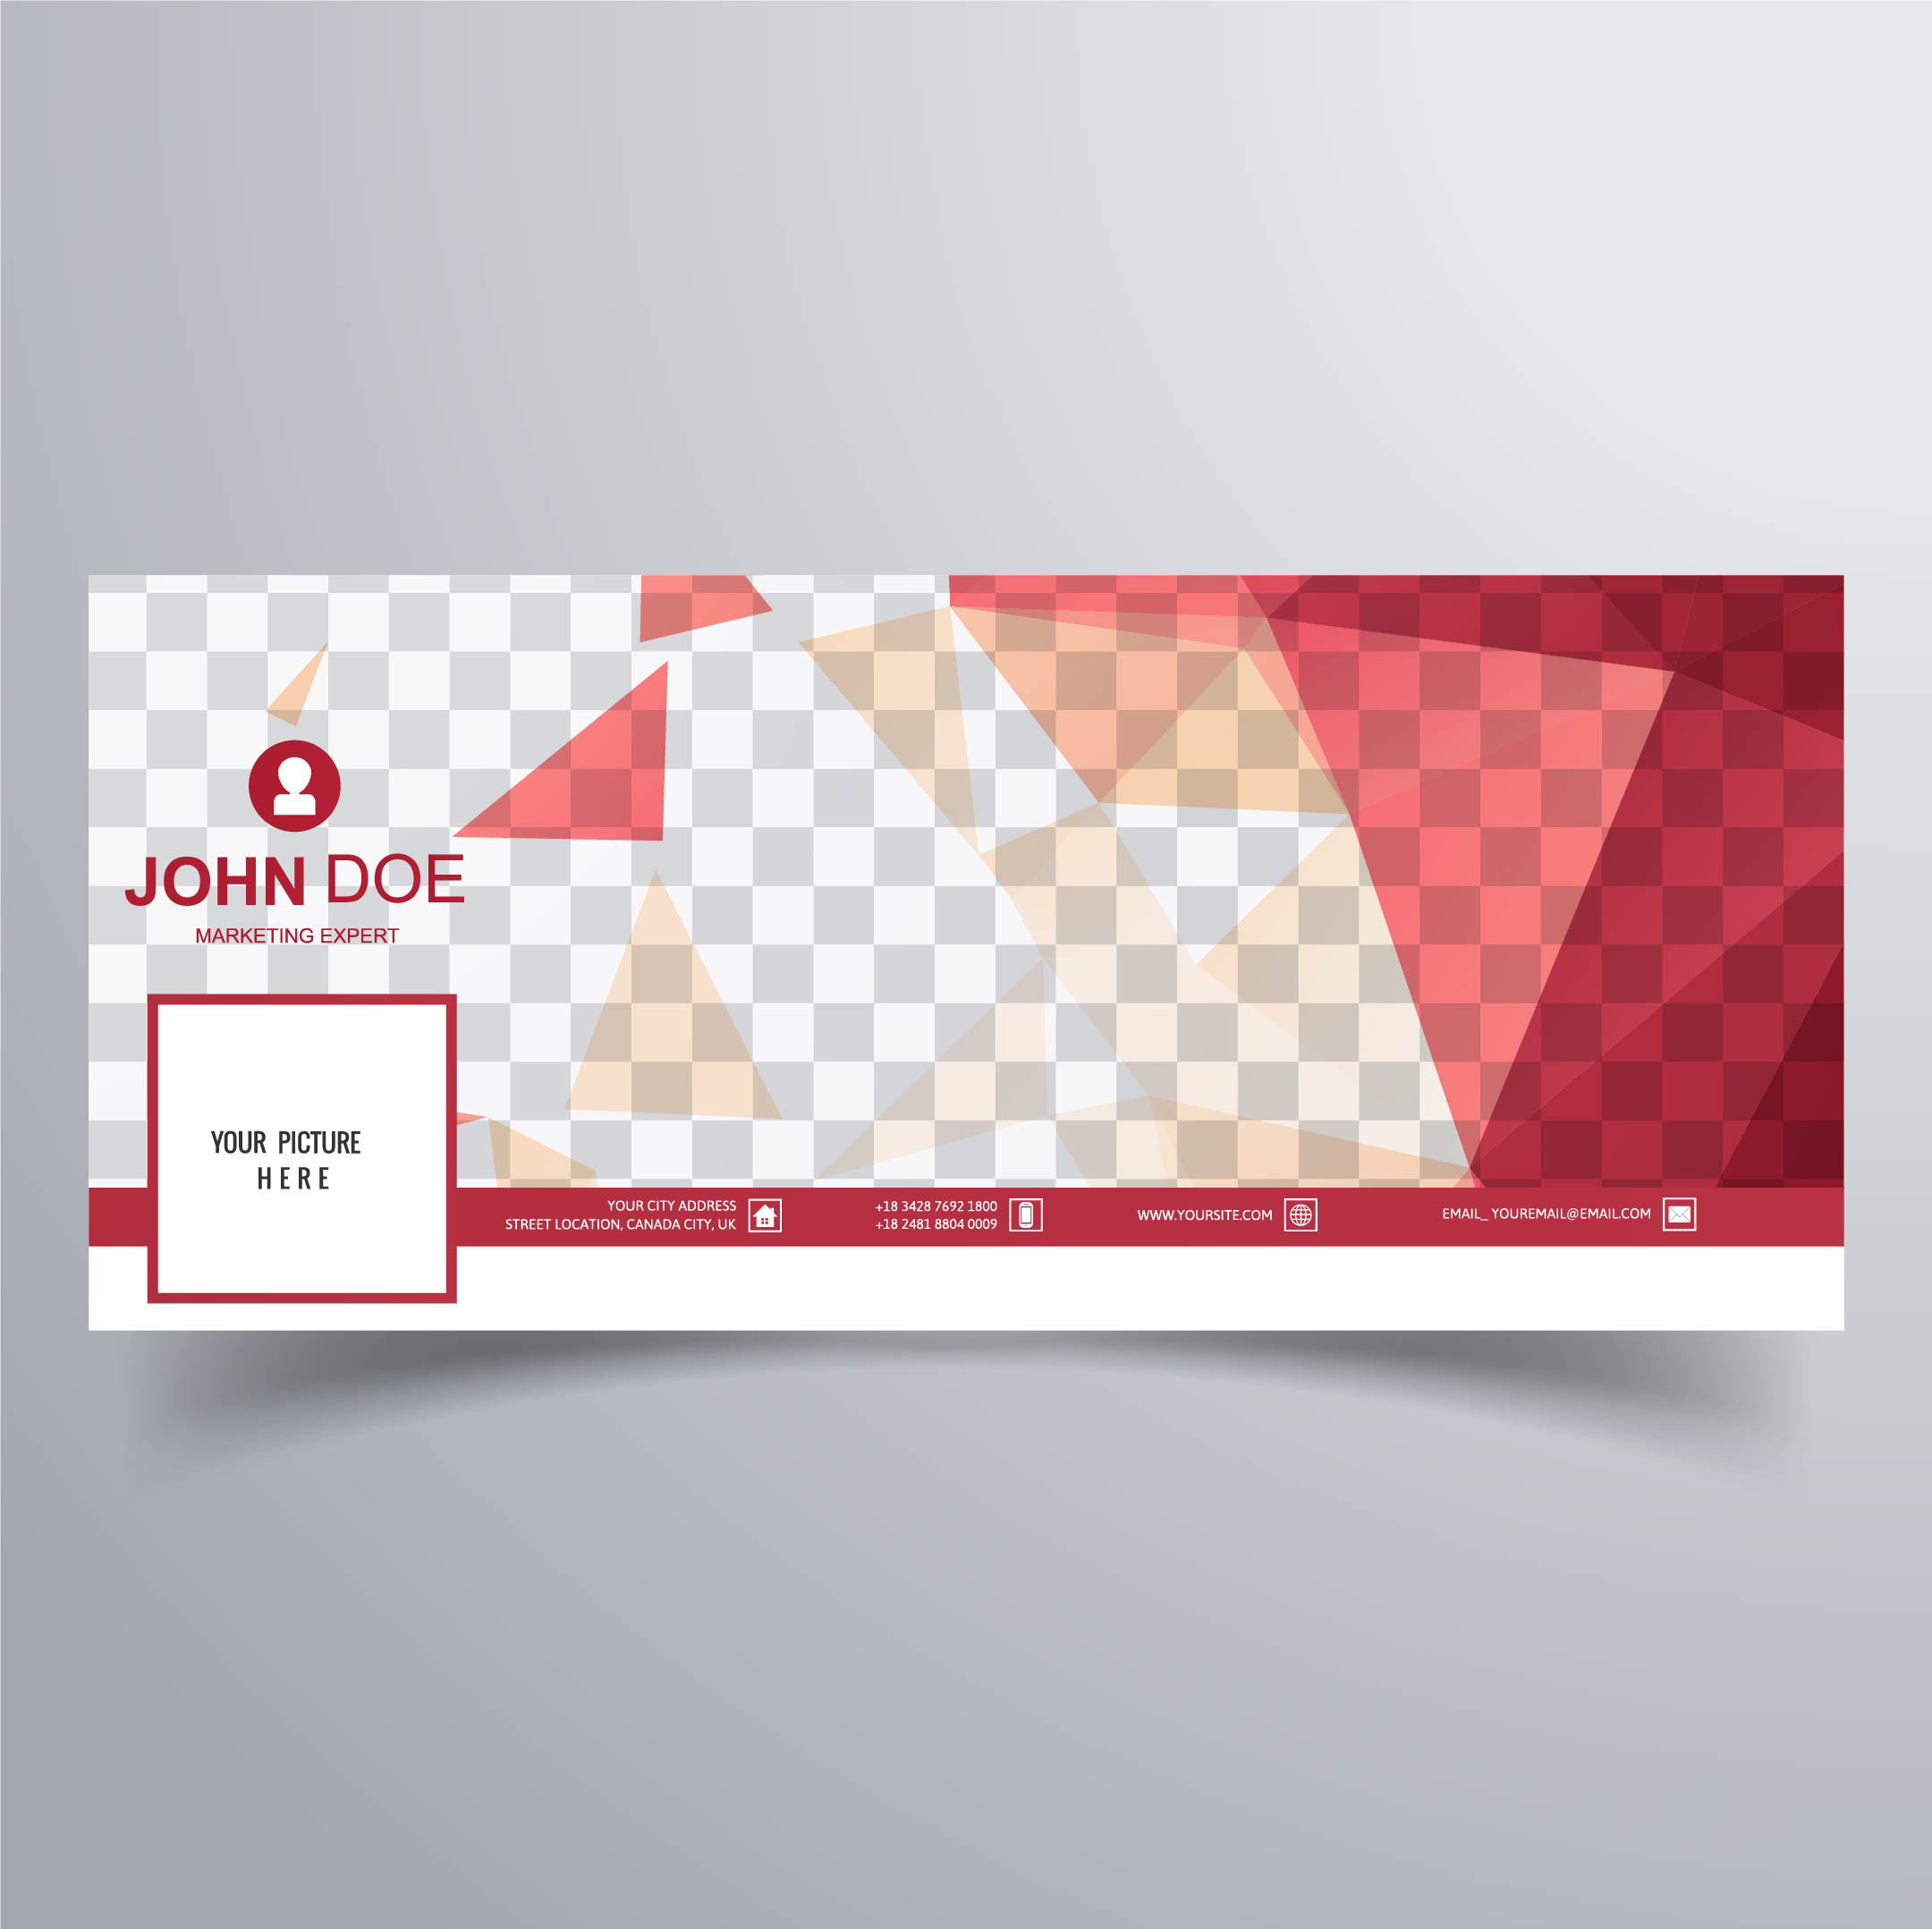 JOHN DOE
MARKETING EXPERT
YOUR PICTURE
HERE
YOUR CITY ADDRESS
STREET LOCATION, CANADA CITY, UK
+18 3428 7692 1800
+18 2481 8804 0009
WWW.YOURSITE.COM
EMAIL_ YOUREMAIL@EMAIL.COM